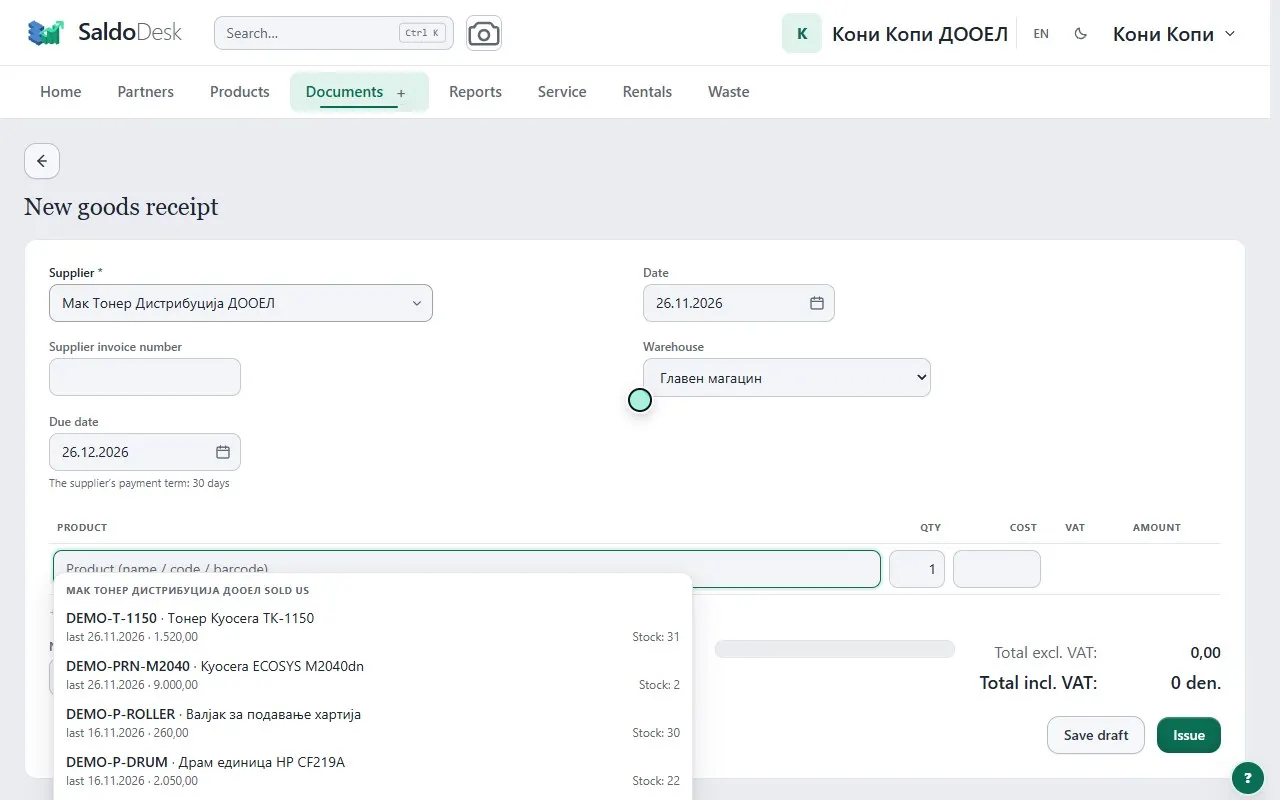 SaldoDesk
Search...
Ctrl K
К
Кони Копи ДООЕЛ
EN
Кони Копи
Home
Partners
Products
Documents +
Reports
Service
Rentals
Waste
New goods receipt
Supplier *
Мак Тонер Дистрибуција ДООЕЛ
Date
26.11.2026
Supplier invoice number
Warehouse
Главен магацин
Due date
26.12.2026
The supplier's payment term: 30 days
PRODUCT
QTY
COST
VAT
AMOUNT
Product (name / code / barcode)
1
МАК ТОНЕР ДИСТРИБУЦИЈА ДООЕЛ SOLD US
DEMO-T-1150 · Тонер Kyocera TK-1150
last 26.11.2026 · 1.520,00
Stock: 31
DEMO-PRN-M2040 · Kyocera ECOSYS M2040dn
last 26.11.2026 · 9.000,00
Stock: 2
DEMO-P-ROLLER · Валјак за подавање хартија
last 16.11.2026 · 260,00
Stock: 30
DEMO-P-DRUM · Драм единица HP CF219A
last 16.11.2026 · 2.050,00
Stock: 22
Total excl. VAT:
0,00
Total incl. VAT:
0 den.
Save draft
Issue
?